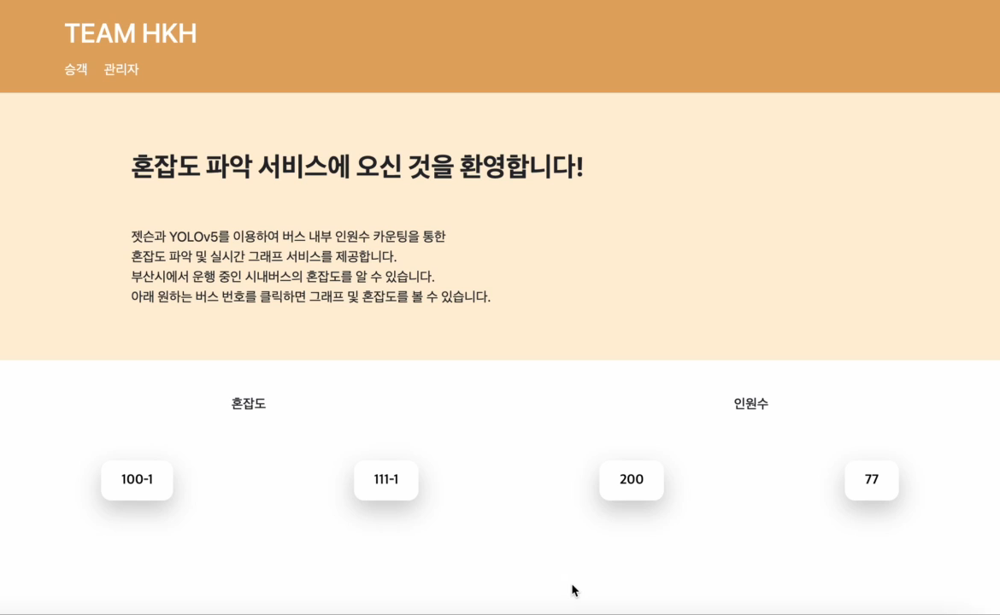 TEAM HKH
승객 관리자
혼잡도 파악 서비스에 오신 것을 환영합니다!
젯슨과 YOLOv5를 이용하여 버스 내부 인원수 카운팅을 통한
혼잡도 파악 및 실시간 그래프 서비스를 제공합니다.
부산시에서 운행 중인 시내버스의 혼잡도를 알 수 있습니다.
아래 원하는 버스 번호를 클릭하면 그래프 및 혼잡도를 볼 수 있습니다.
혼잡도 인원수
100-1 111-1 200 77